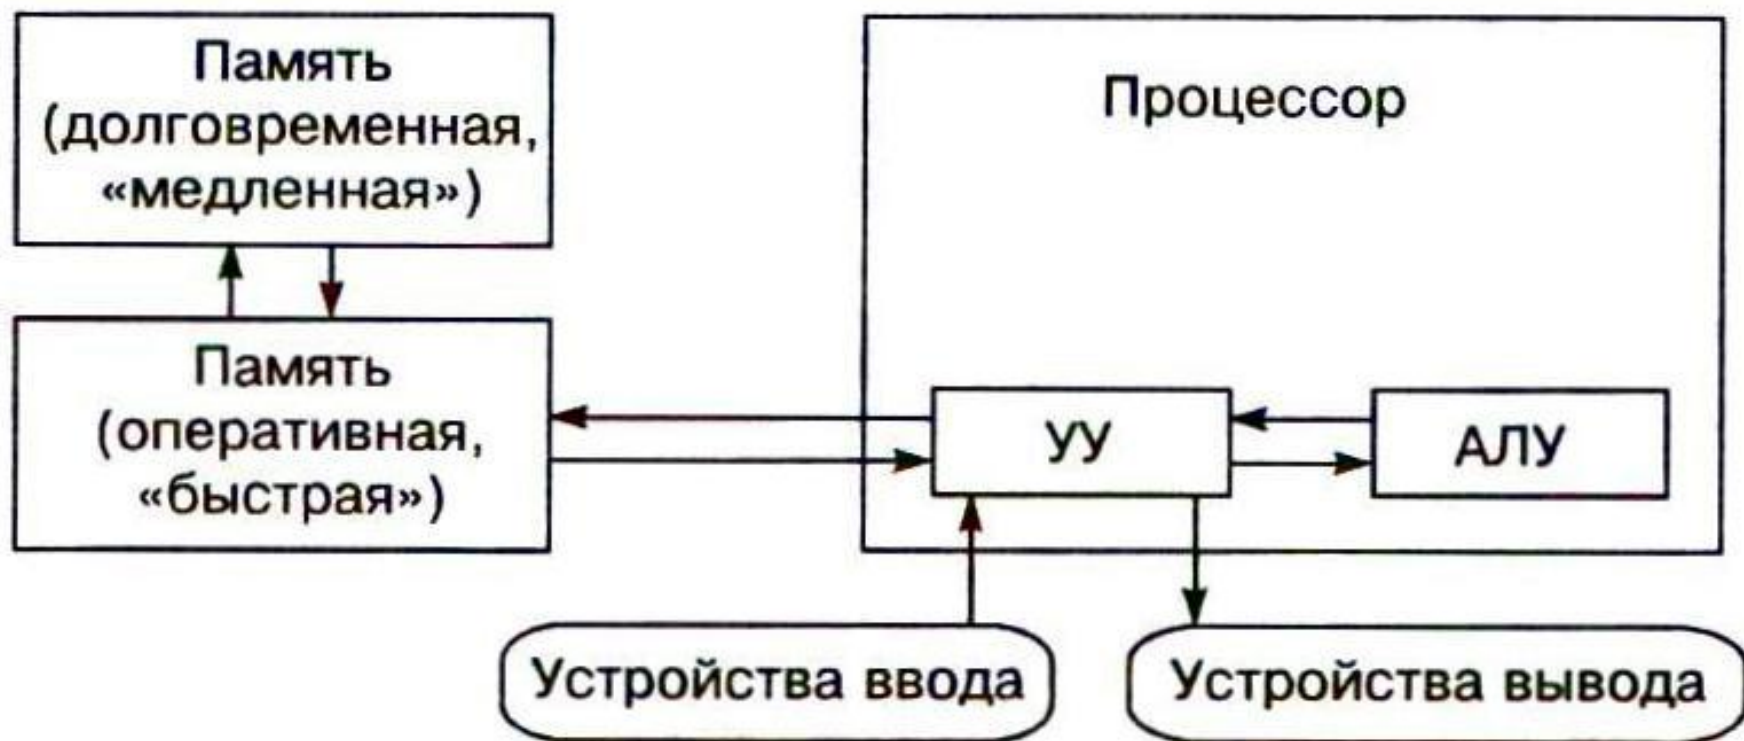 Память
(долговременная,
«медленная»)
Процессор
Память
(оперативная,
«быстрая»)
УУ
АЛУ
Устройства ввода
Устройства вывода